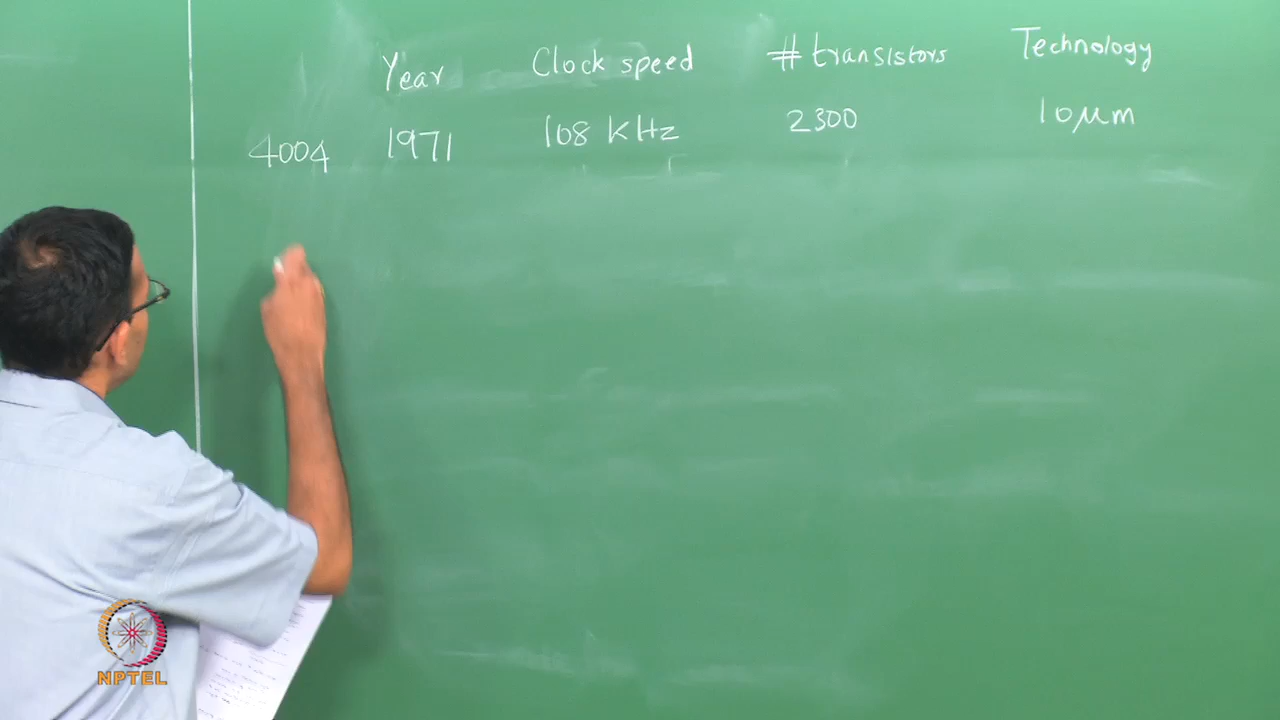 Year Clock speed # transistors Technology
4004 1971 108 KHz 2300 10 μm
NPTEL